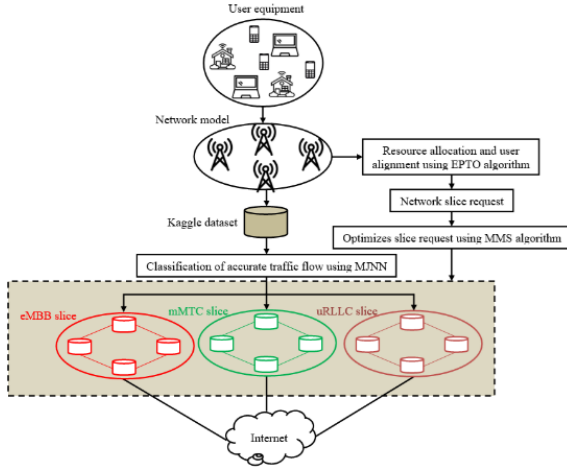 User equipment
Network model
Resource allocation and user
alignment using EPTO algorithm
Network slice request
Kaggle dataset
Optimizes slice request using MMS algorithm
Classification of accurate traffic flow using MJNN
eMBB slice
mMTC slice
uRLLC slice
Internet